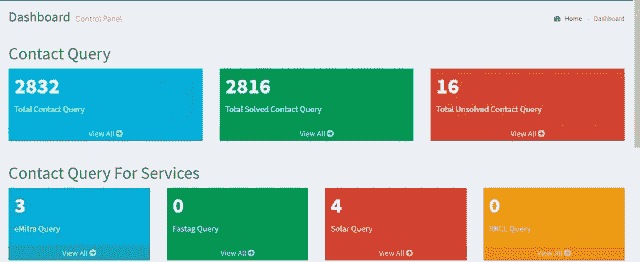 Dashboard Control Panel
Home - Dashboard
Contact Query
2832
Total Contact Query
View All
2816
Total Solved Contact Query
View All
16
Total Unsolved Contact Query
View All
Contact Query For Services
3
eMitra Query
View All
0
Fastag Query
View All
4
Solar Query
View All
0
Query
View All